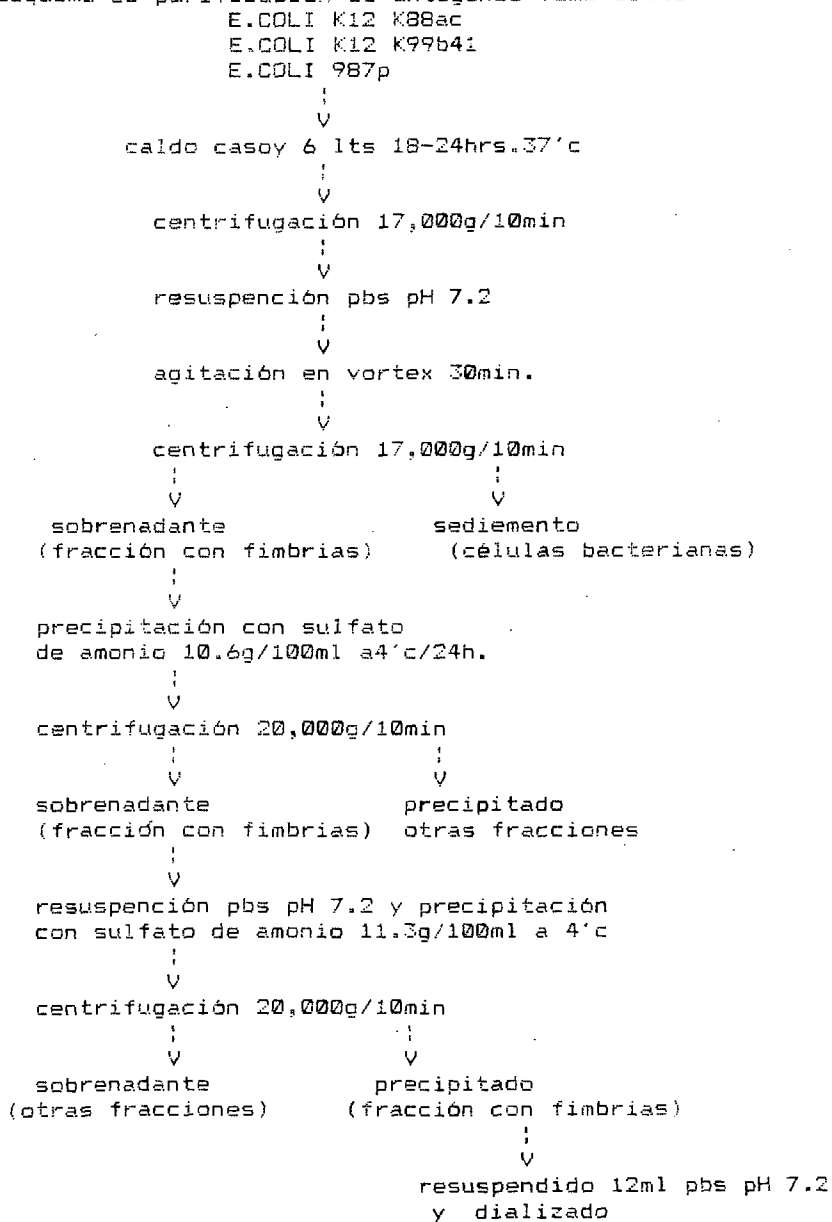 E.COLI K12 K88ac
E.COLI K12 K99b41
E.COLI 987p
caldo casoy 6 lts 18-24hrs.37'c
centrifugación 17,000g/10min
resuspención pbs pH 7.2
agitación en vortex 30min.
centrifugación 17,000g/10min
sobrenadante sediemento
(fracción con fimbrias) (células bacterianas)
precipitación con sulfato
de amonio 10.6g/100ml a4'c/24h.
centrifugación 20,000g/10min
sobrenadante precipitado
(fracción con fimbrias) otras fracciones
resuspención pbs pH 7.2 y precipitación
con sulfato de amonio 11.3g/100ml a 4'c
centrifugación 20,000g/10min
sobrenadante precipitado
(otras fracciones) (fracción con fimbrias)
resuspendido 12ml pbs pH 7.2
y dializado